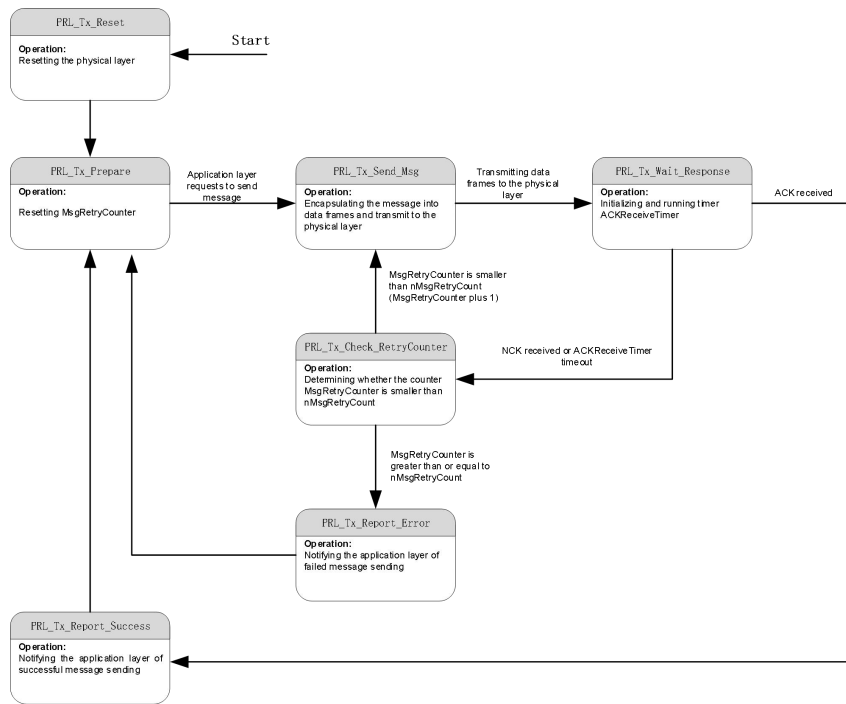 PRL_Tx_Reset
Operation:
Resetting the physical layer
Start
PRL_Tx_Prepare
Operation:
Resetting MsgRetryCounter
Application layer
requests to send
message
PRL_Tx_Send_Msg
Operation:
Encapsulating the message into
data frames and transmit to the
physical layer
Transmitting data
frames to the physical
layer
PRL_Tx_Wait_Response
Operation:
Initializing and running timer
ACKReceiveTimer
ACK received
MsgRetryCounter is smaller
than nMsgRetryCount
(MsgRetryCounter plus 1)
NCK received or ACKReceiveTimer
timeout
PRL_Tx_Check_RetryCounter
Operation:
Determining whether the counter
MsgRetryCounter is smaller than
nMsgRetryCount
MsgRetryCounter is
greater than or equal to
nMsgRetryCount
PRL_Tx_Report_Error
Operation:
Notifying the application layer of
failed message sending
PRL_Tx_Report_Success
Operation:
Notifying the application layer of
successful message sending